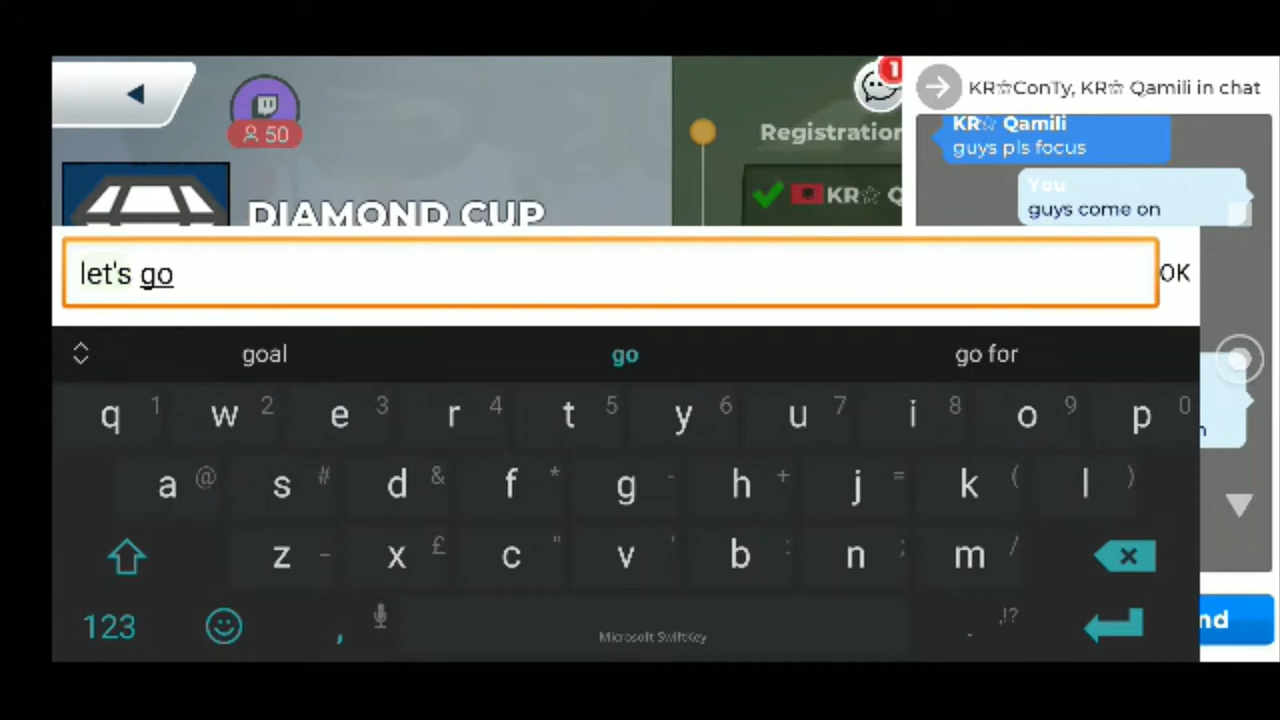 1
KR☆ConTy, KR☆ Qamili in chat
50
Registration
KR☆ Qamili
guys pls focus
KR☆ Q
You
guys come on
DIAMOND CUP
let's go
OK
goal go go for
q 1 w 2 e 3 r 4 t 5 y 6 u 7 i 8 o 9 p 0
a @ s # d & f * g - h + j = k ( l )
z _ x £ c " v ' b : n ; m /
123 , . ,!?
Microsoft SwiftKey
nd